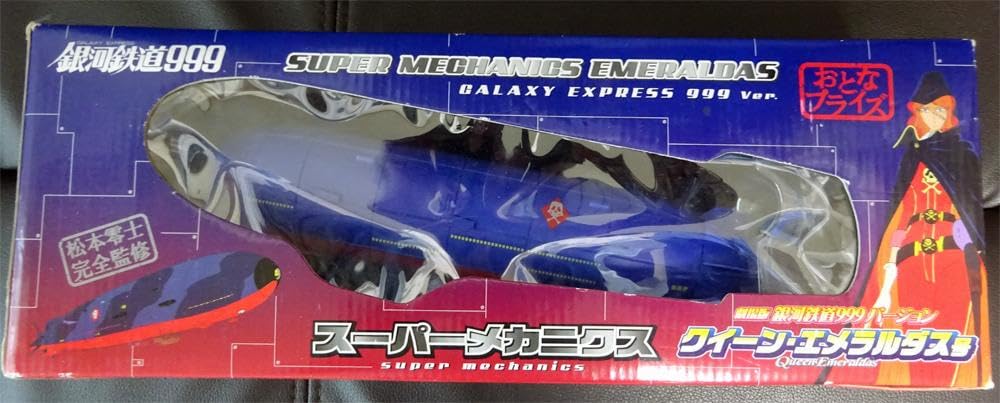 GALAXY EXPRESS
銀河鉄道999
SUPER MECHANICS EMERALDAS
GALAXY EXPRESS 999 Ver.
おとな
プライズ
松本零士
完全監修
スーパーメカニクス
super mechanics
劇場版 銀河鉄道999バージョン
クイーン・エメラルダス号
Queen Emeraldas